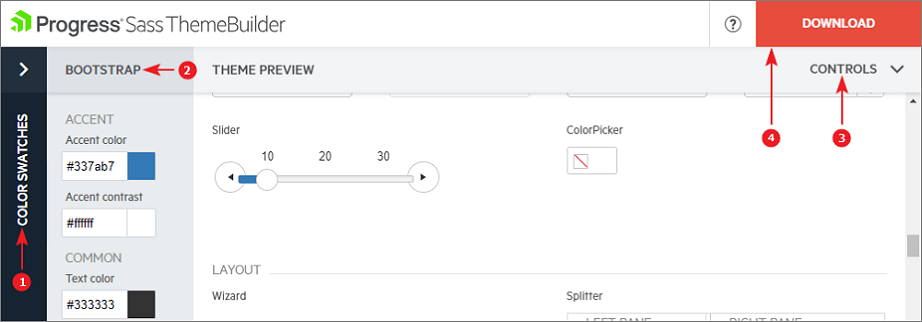 Progress® Sass ThemeBuilder
? DOWNLOAD
BOOTSTRAP 2 THEME PREVIEW CONTROLS
4 3
COLOR SWATCHES
1
ACCENT
Accent color
#337ab7
Accent contrast
#ffffff
COMMON
Text color
#333333
Slider ColorPicker
10 20 30
LAYOUT
Wizard Splitter
LEFT PANE RIGHT PANE